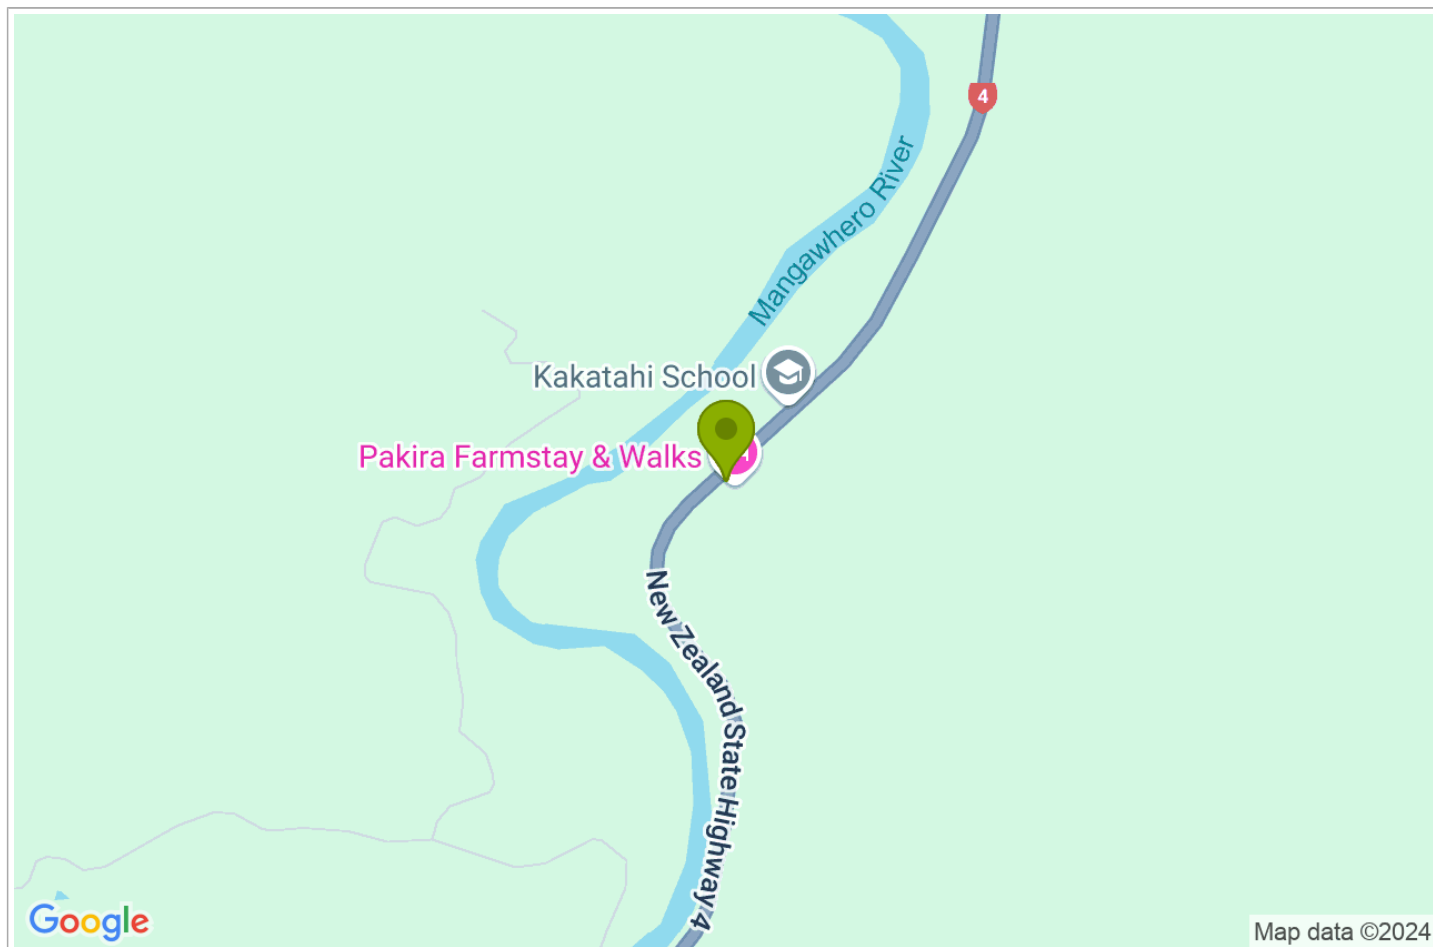 4
Mangawhero River
Kakatahi School
Pakira Farmstay & Walks
New Zealand State Highway 4
Google
Map data ©2024